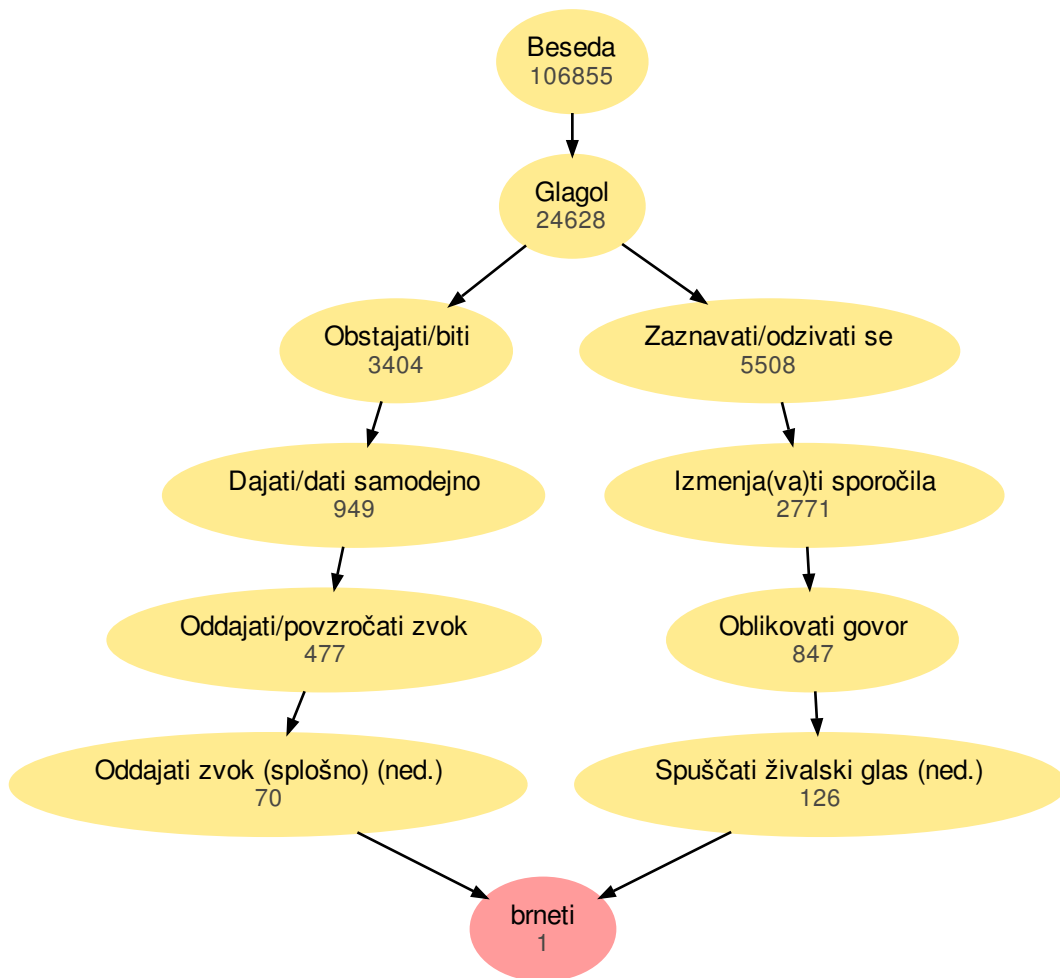 Beseda
106855
Glagol
24628
Obstajati/biti
3404
Zaznavati/odzivati se
5508
Dajati/dati samodejno
949
Izmenja(va)ti sporočila
2771
Oddajati/povzročati zvok
477
Oblikovati govor
847
Oddajati zvok (splošno) (ned.)
70
Spuščati živalski glas (ned.)
126
brneti
1